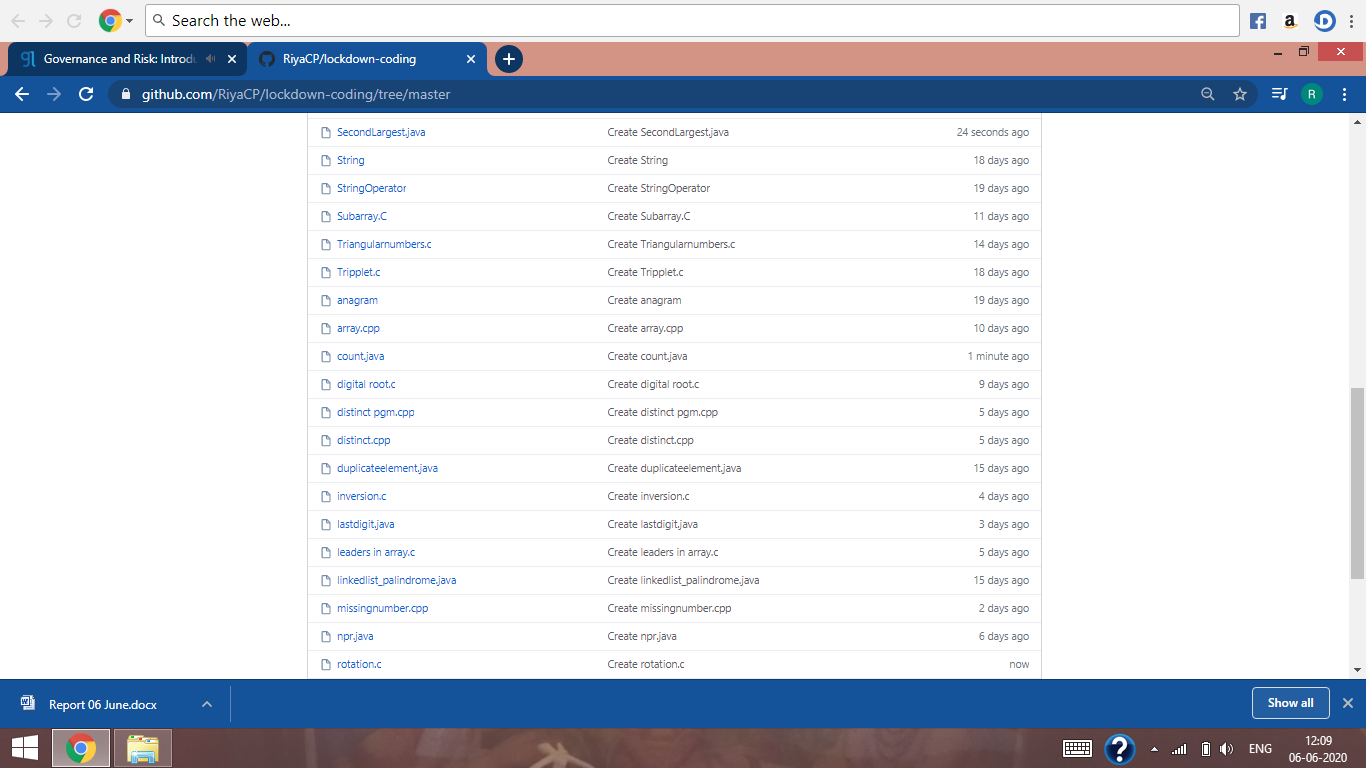 Search the web...
Governance and Risk: Introdu
RiyaCP/lockdown-coding
github.com/RiyaCP/lockdown-coding/tree/master
R
SecondLargest.java Create SecondLargest.java 24 seconds ago
String Create String 18 days ago
StringOperator Create StringOperator 19 days ago
Subarray.C Create Subarray.C 11 days ago
Triangularnumbers.c Create Triangularnumbers.c 14 days ago
Tripplet.c Create Tripplet.c 18 days ago
anagram Create anagram 19 days ago
array.cpp Create array.cpp 10 days ago
count.java Create count.java 1 minute ago
digital root.c Create digital root.c 9 days ago
distinct pgm.cpp Create distinct pgm.cpp 5 days ago
distinct.cpp Create distinct.cpp 5 days ago
duplicateelement.java Create duplicateelement.java 15 days ago
inversion.c Create inversion.c 4 days ago
lastdigit.java Create lastdigit.java 3 days ago
leaders in array.c Create leaders in array.c 5 days ago
linkedlist_palindrome.java Create linkedlist_palindrome.java 15 days ago
missingnumber.cpp Create missingnumber.cpp 2 days ago
npr.java Create npr.java 6 days ago
rotation.c Create rotation.c now
Report 06 June.docx Show all
ENG 12:09
06-06-2020